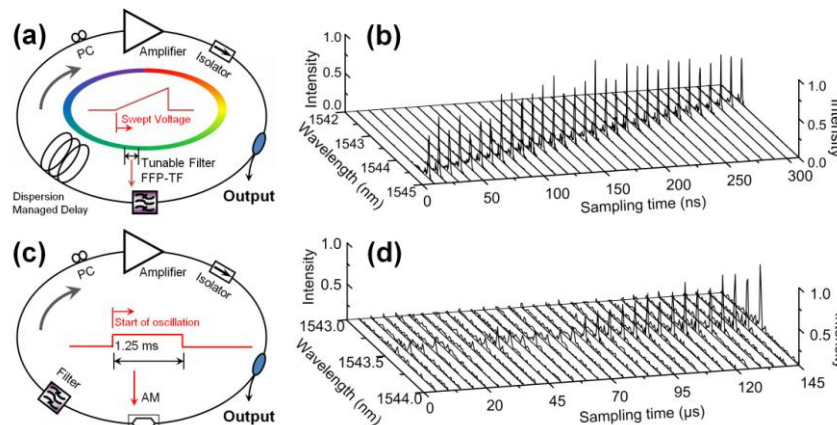 (a)
PC
Amplifier
Isolator
Swept Voltage
Tunable Filter
FFP-TF
Dispersion
Managed Delay
Output
(b)
Intensity
1.0
0.5
0.0
1542
1543
1544
1545
Wavelength (nm)
0
50
100
150
200
250
300
Sampling time (ns)
1.0
0.5
0.0
Intensity
(c)
PC
Amplifier
Isolator
Start of oscillation
1.25 ms
Filter
AM
Output
(d)
Intensity
1.0
0.5
1543.0
1543.5
1544.0
Wavelength (nm)
0
20
45
70
95
120
145
Sampling time (µs)
1.0
0.5
0.0